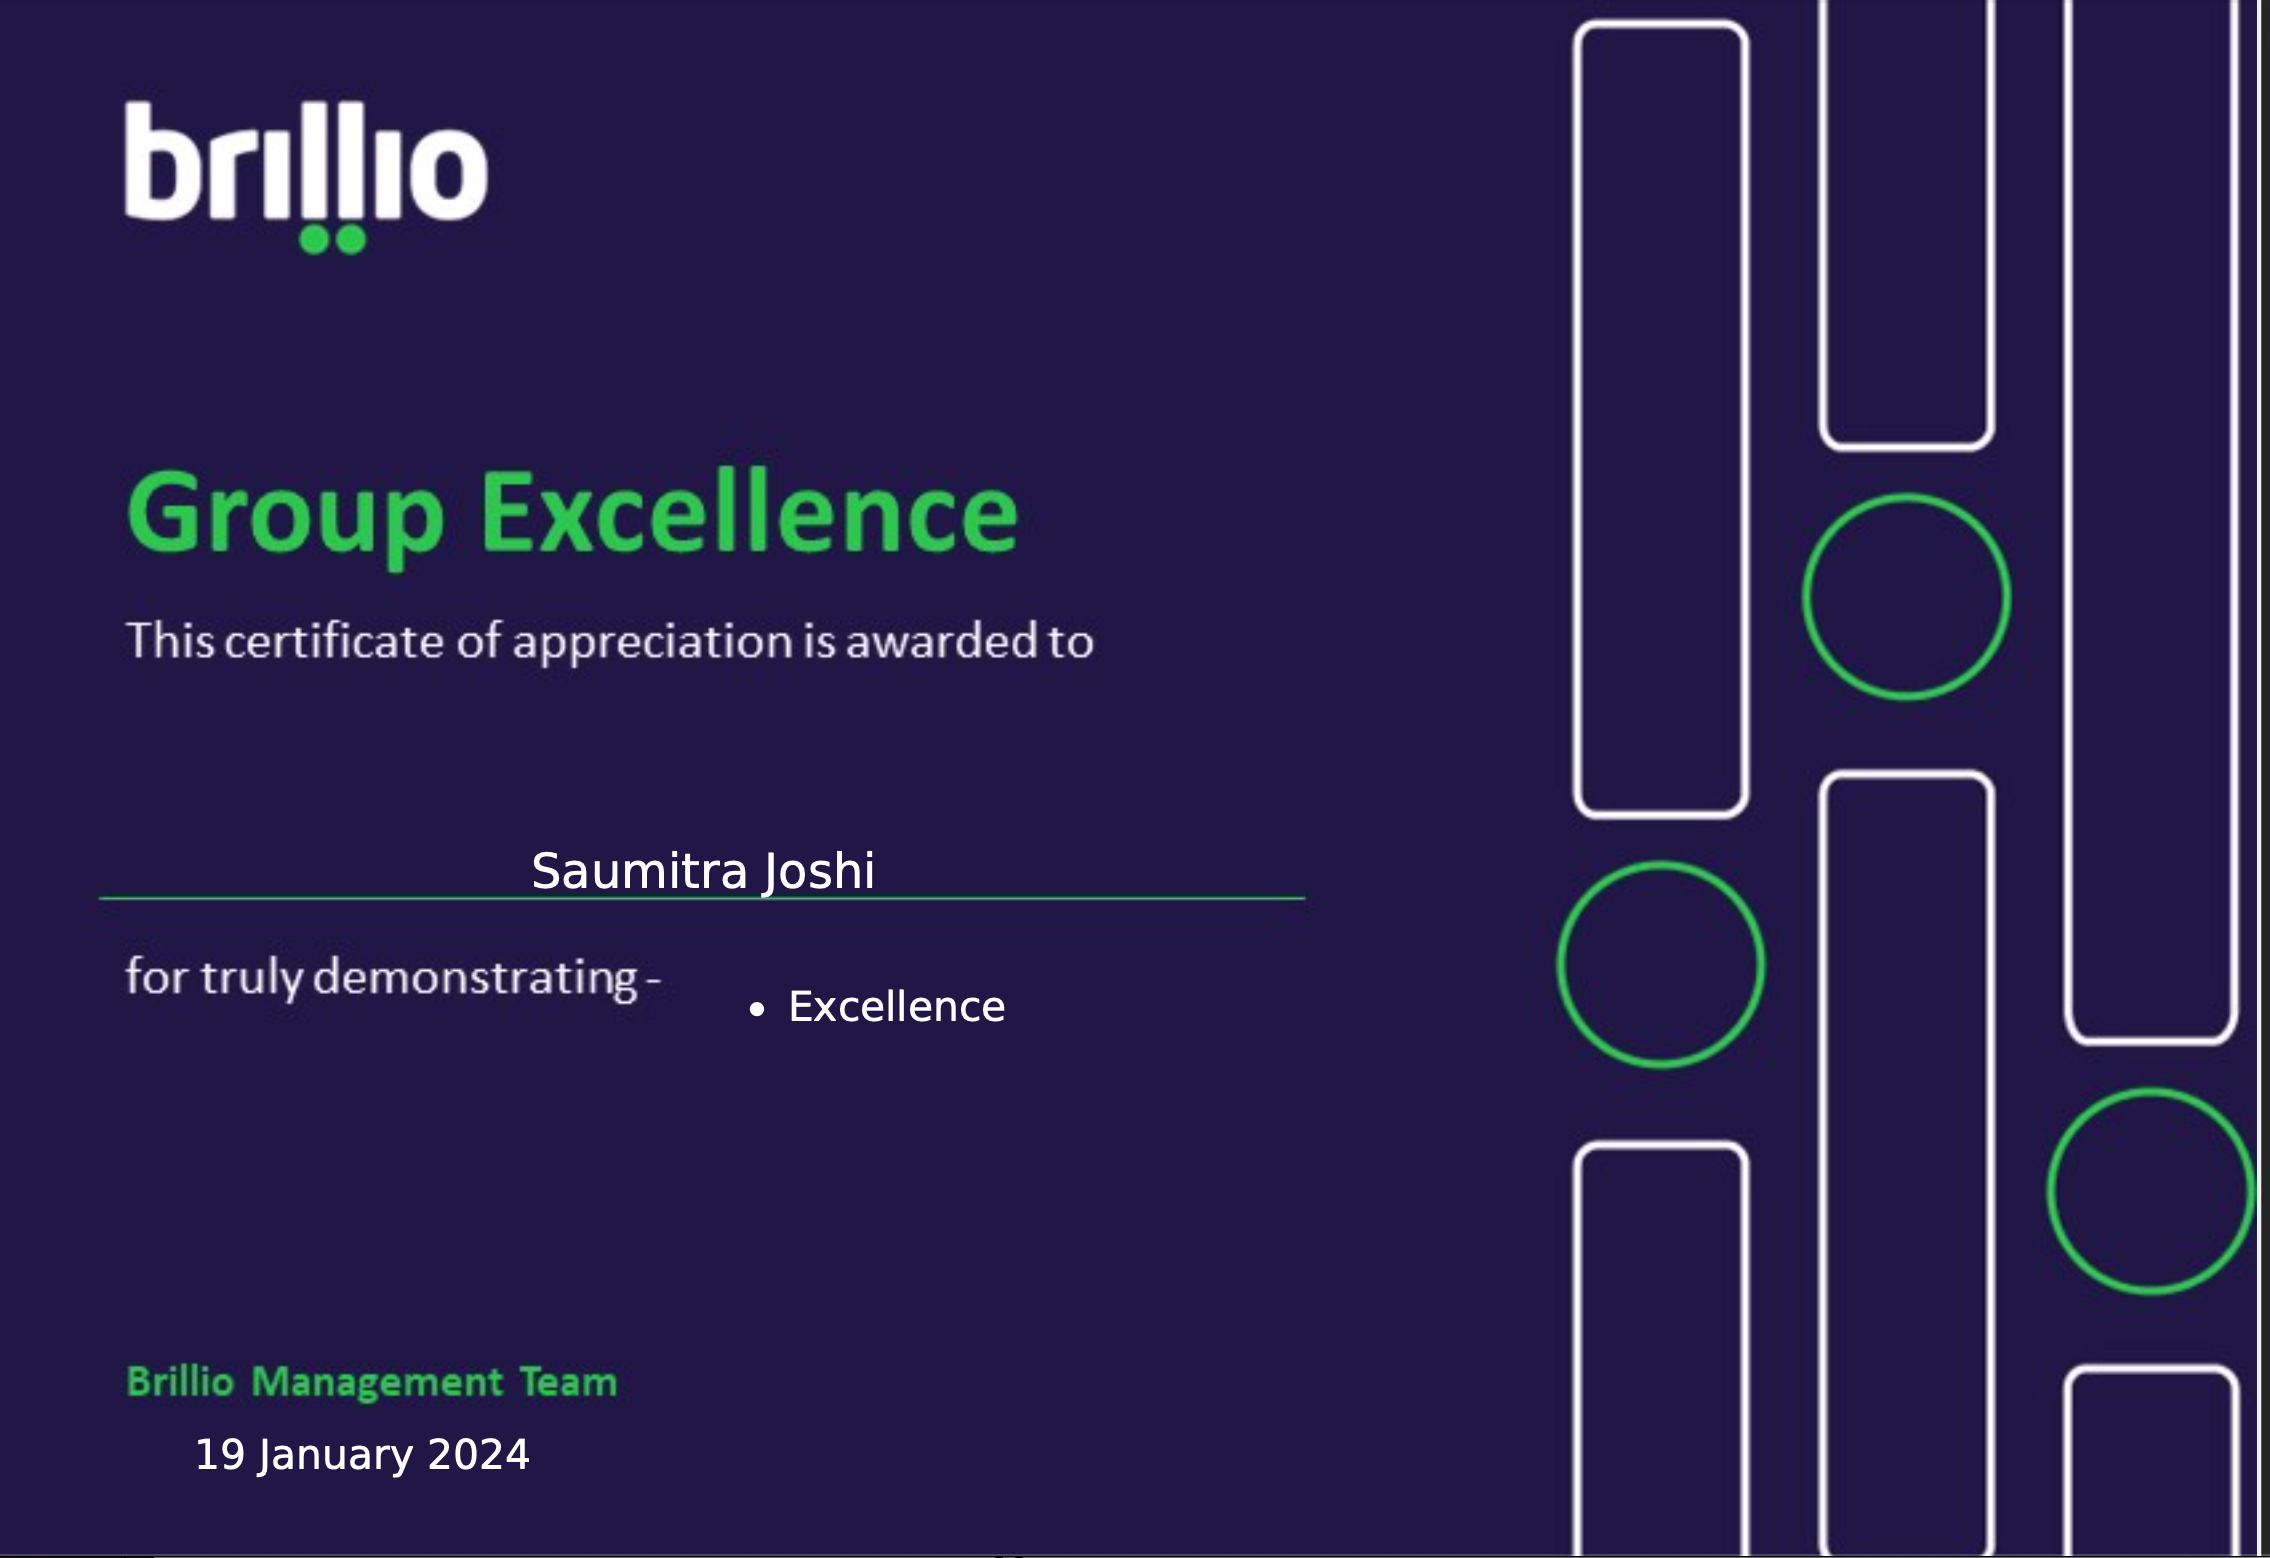 brillio
Group Excellence
This certificate of appreciation is awarded to
Saumitra Joshi
for truly demonstrating -
• Excellence
Brillio Management Team
19 January 2024